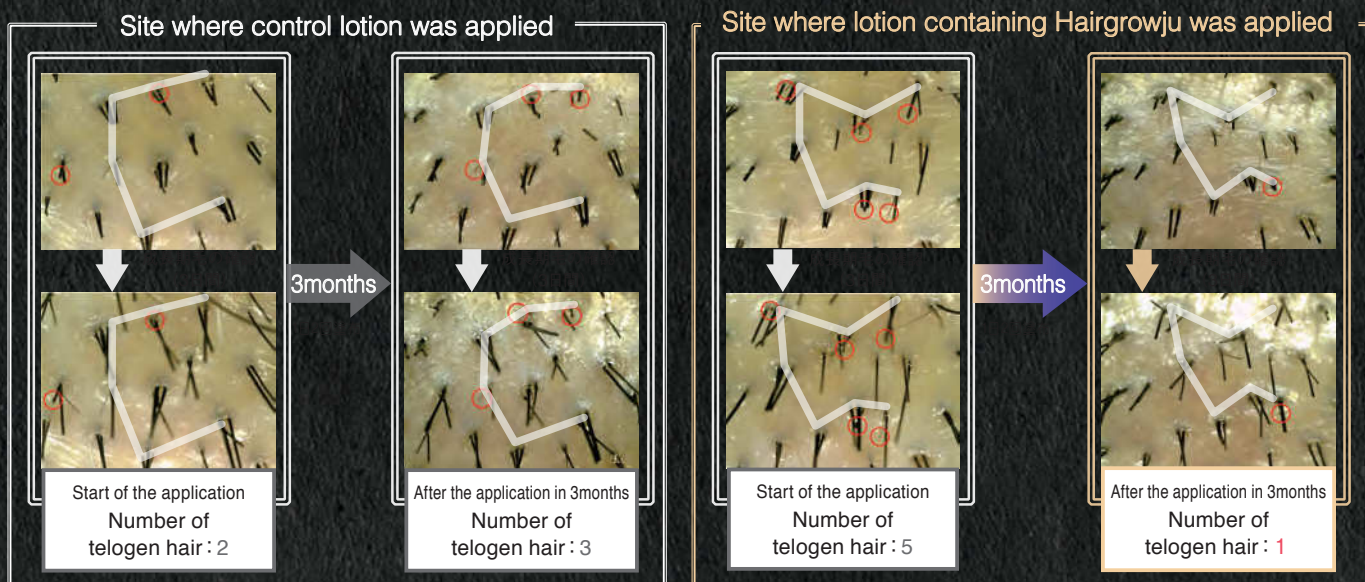 Site where control lotion was applied
Site where lotion containing Hairgrowju was applied
3months
3months
Start of the application
Number of
telogen hair : 2
After the application in 3months
Number of
telogen hair : 3
Start of the application
Number of
telogen hair : 5
After the application in 3months
Number of
telogen hair : 1